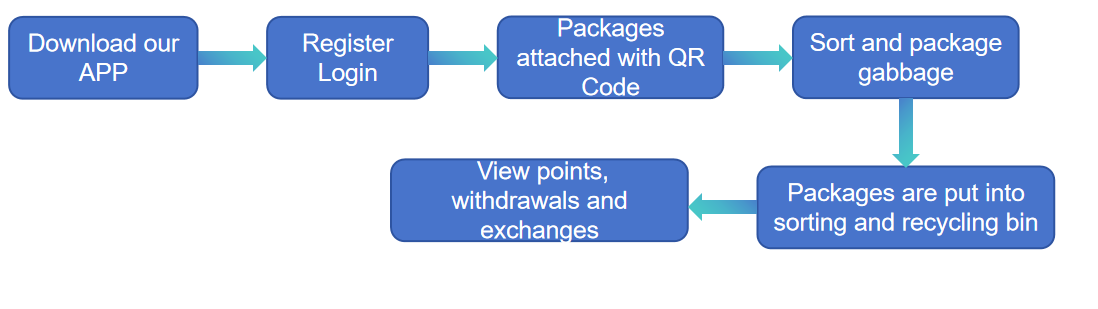 Download our
APP
Register
Login
Packages
attached with QR
Code
Sort and package
gabbage
Packages are put into
sorting and recycling bin
View points,
withdrawals and
exchanges